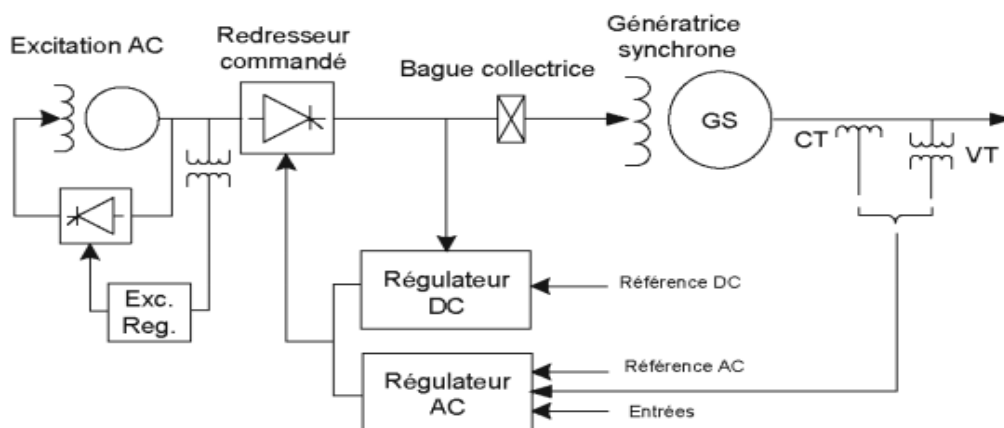 Génératrice
synchrone
Redresseur
commandé
Excitation AC
Bague collectrice
GS
CT
VT
Régulateur
DC
Référence DC
Exc.
Reg.
Régulateur
AC
Référence AC
Entrées